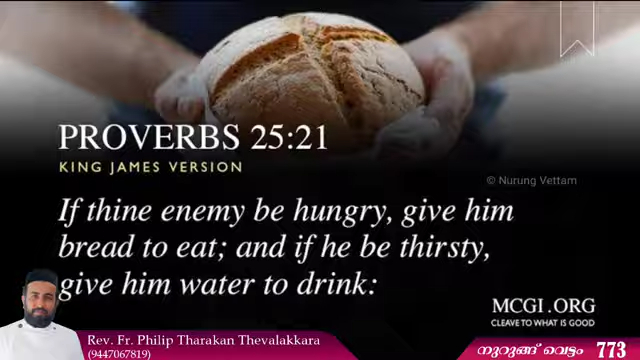 PROVERBS 25:21
KING JAMES VERSION
© Nurung Vettam
If thine enemy be hungry, give him
bread to eat; and if he be thirsty,
give him water to drink:
MCGI.ORG
CLEAVE TO WHAT IS GOOD
Rev. Fr. Philip Tharakan Thevalakkara
(9447067819)
നുറുങ്ങ് വെട്ടം 773